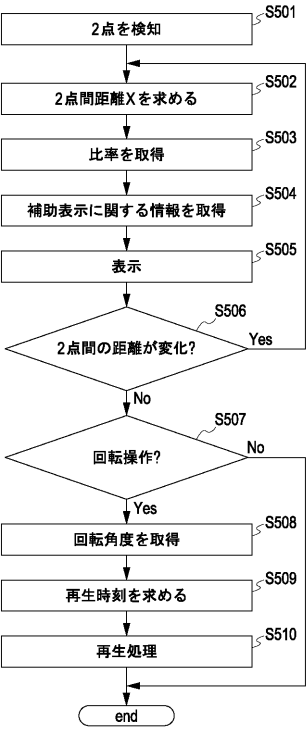 S501
2点を検知
S502
2点間距離Xを求める
S503
比率を取得
S504
補助表示に関する情報を取得
S505
表示
S506
2点間の距離が変化?
Yes
No
S507
回転操作?
No
Yes
S508
回転角度を取得
S509
再生時刻を求める
S510
再生処理
end